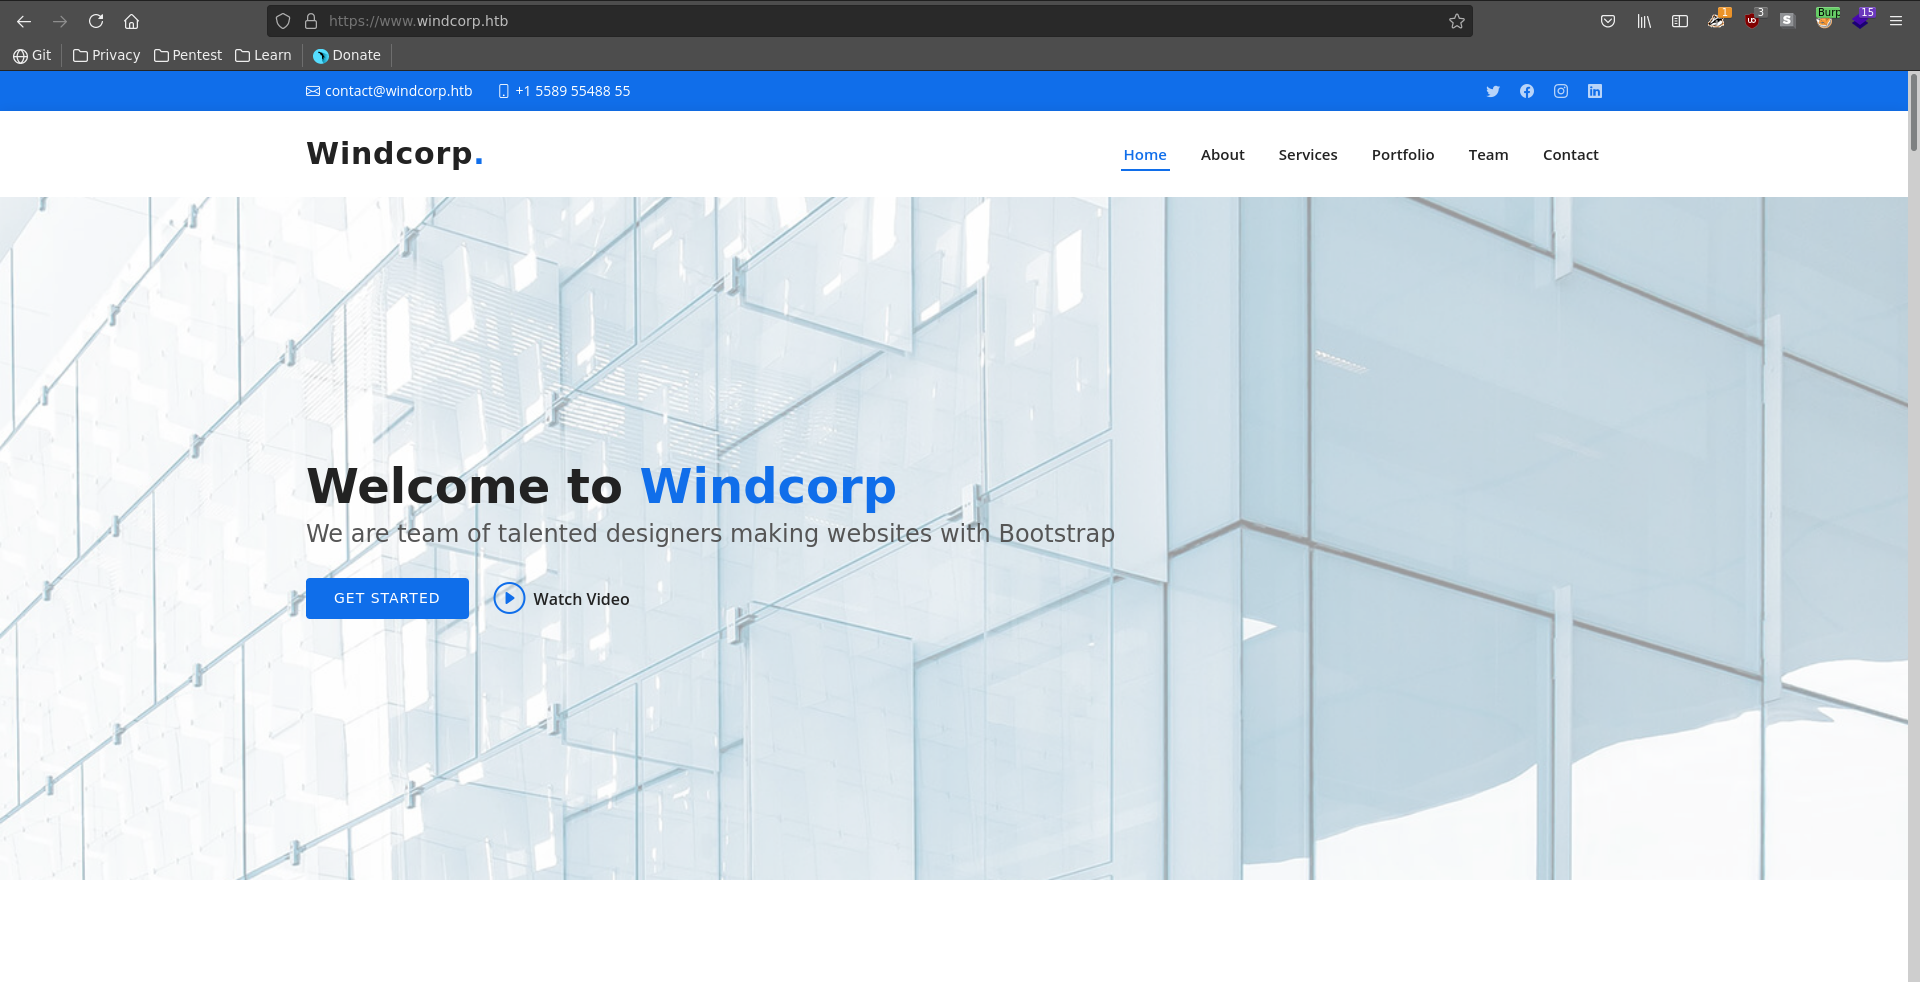 https://www.windcorp.htb
1
3
S
Burp
15
Git
Privacy
Pentest
Learn
Donate
contact@windcorp.htb
+1 5589 55488 55
Windcorp.
Home
About
Services
Portfolio
Team
Contact
Welcome to Windcorp
We are team of talented designers making websites with Bootstrap
GET STARTED
Watch Video